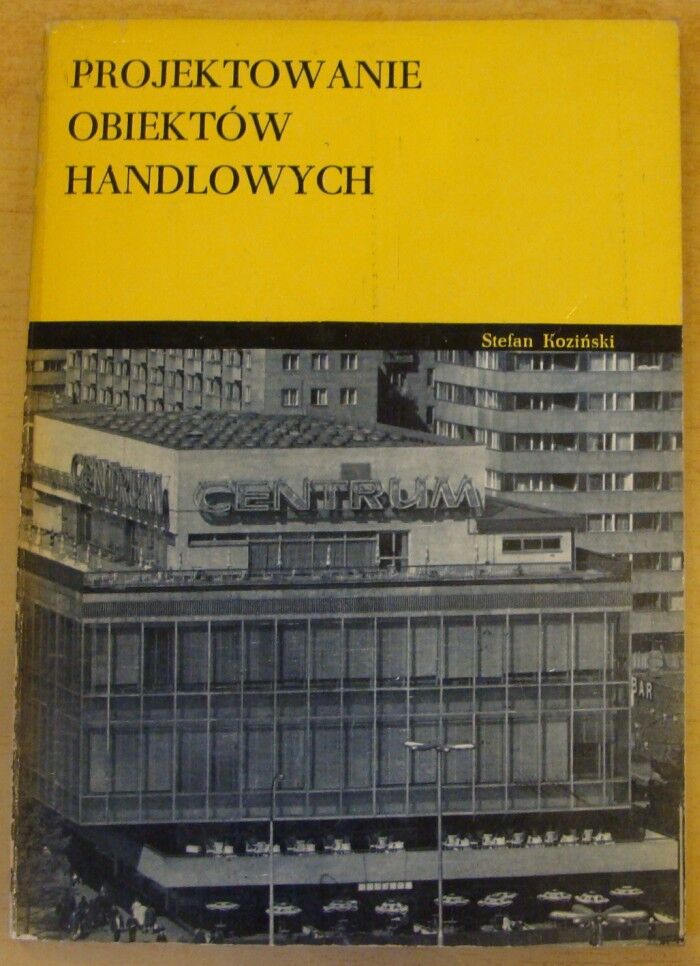 PROJEKTOWANIE
OBIEKTÓW
HANDLOWYCH
Stefan Koziński
CENTRUM
CENTRUM
BAR